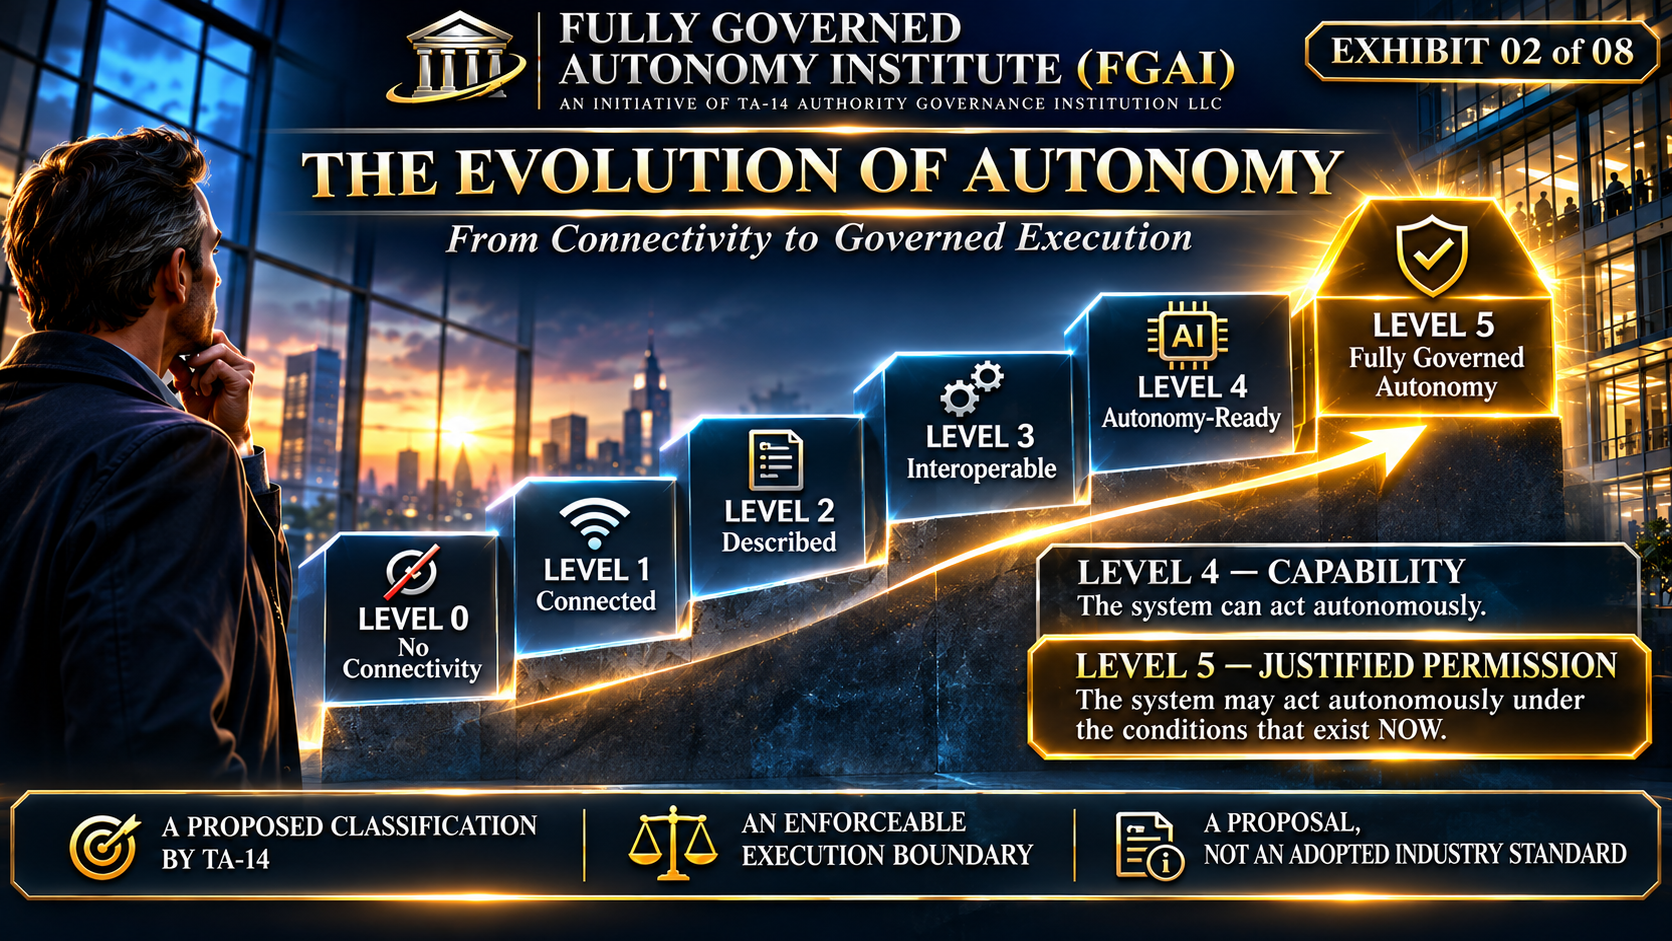 FULLY GOVERNED
AUTONOMY INSTITUTE (FGAI)
AN INITIATIVE OF TA-14 AUTHORITY GOVERNANCE INSTITUTION LLC
EXHIBIT 02 of 08
THE EVOLUTION OF AUTONOMY
From Connectivity to Governed Execution
LEVEL 0
No
Connectivity
LEVEL 1
Connected
LEVEL 2
Described
LEVEL 3
Interoperable
AI
LEVEL 4
Autonomy-Ready
LEVEL 5
Fully Governed
Autonomy
LEVEL 4 — CAPABILITY
The system can act autonomously.
LEVEL 5 — JUSTIFIED PERMISSION
The system may act autonomously under
the conditions that exist NOW.
A PROPOSED CLASSIFICATION
BY TA-14
AN ENFORCEABLE
EXECUTION BOUNDARY
A PROPOSAL,
NOT AN ADOPTED INDUSTRY STANDARD